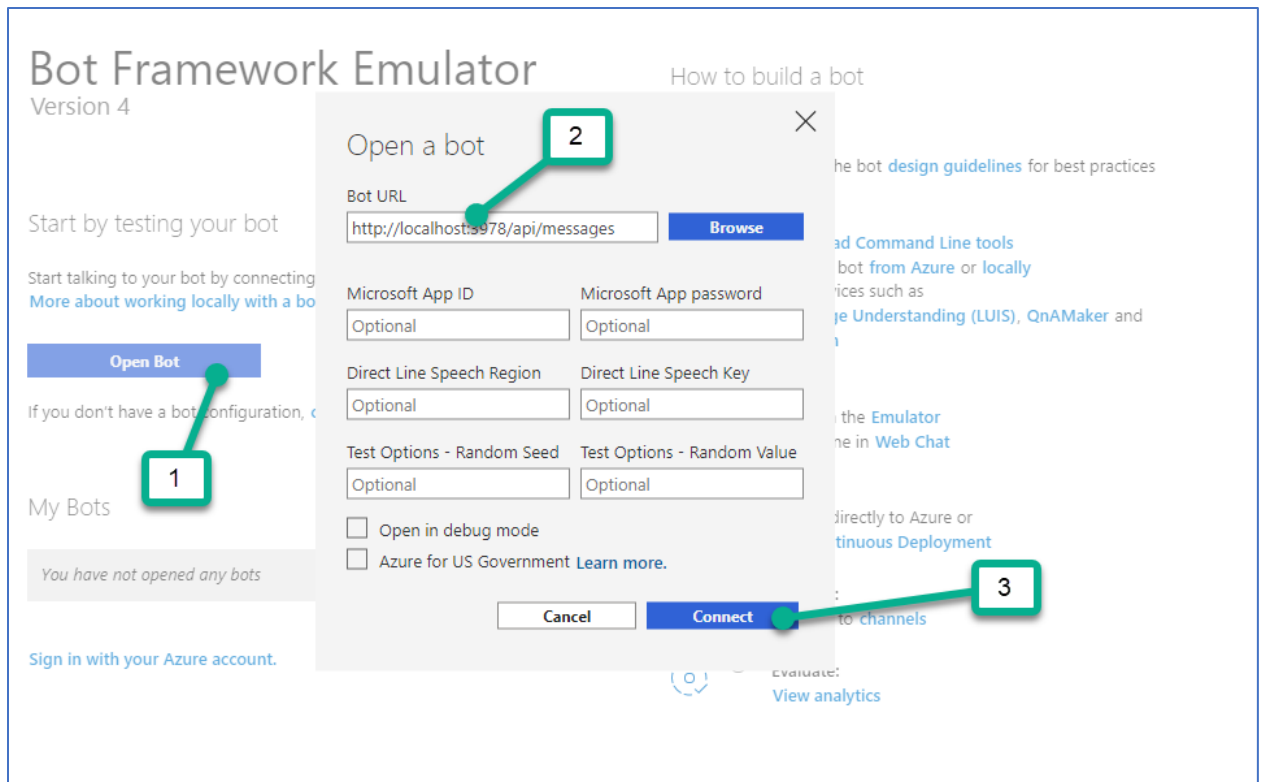 Bot Framework Emulator
Version 4
Start by testing your bot
Start talking to your bot by connecting
More about working locally with a bo
Open Bot
If you don't have a bot configuration,
1
My Bots
You have not opened any bots
Sign in with your Azure account.
Open a bot
2
Bot URL
http://localhost:3978/api/messages
Browse
Microsoft App ID Microsoft App password
Optional Optional
Direct Line Speech Region Direct Line Speech Key
Optional Optional
Test Options - Random Seed Test Options - Random Value
Optional Optional
Open in debug mode
Azure for US Government Learn more.
Cancel Connect
3
How to build a bot
he bot design guidelines for best practices
ad Command Line tools
bot from Azure or locally
ices such as
ge Understanding (LUIS), QnAMaker and
the Emulator
ne in Web Chat
directly to Azure or
tinuous Deployment
to channels
Evaluate:
View analytics